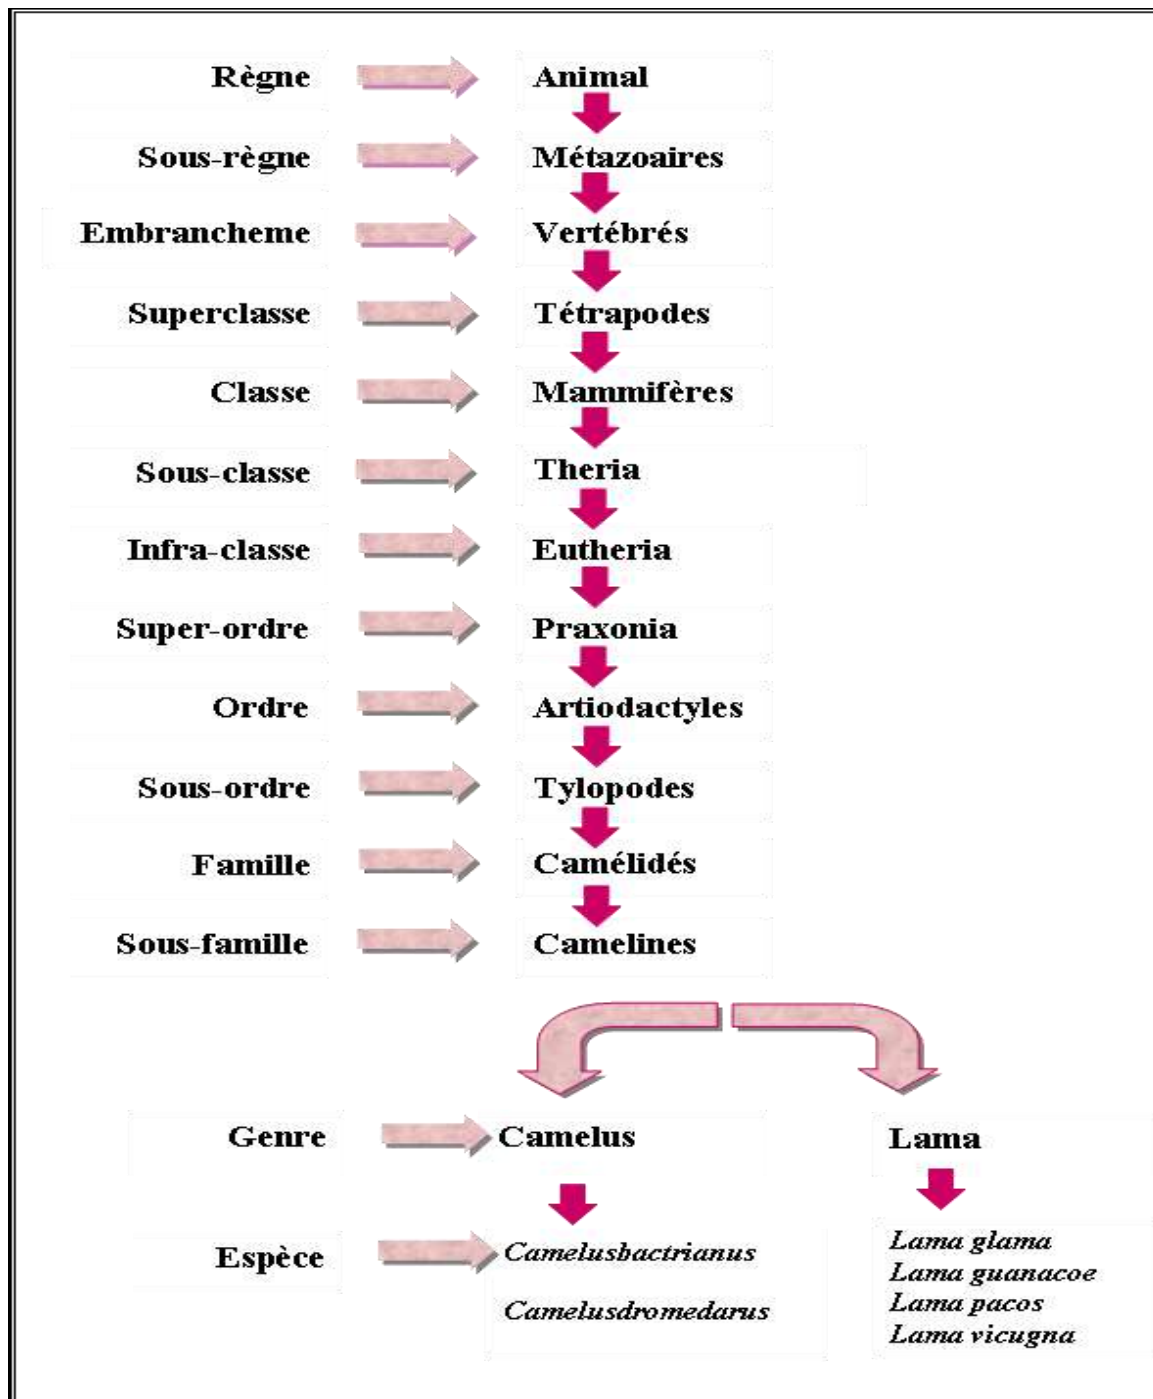 Règne Animal
Sous-règne Métazoaires
Embrancheme Vertébrés
Superclasse Tétrapodes
Classe Mammifères
Sous-classe Theria
Infra-classe Eutheria
Super-ordre Praxonia
Ordre Artiodactyles
Sous-ordre Tylopodes
Famille Camélidés
Sous-famille Camelines
Genre Camelus Lama
Espèce
Camelusbactrianus
Camelusdromedarus
Lama glama
Lama guanacoe
Lama pacos
Lama vicugna